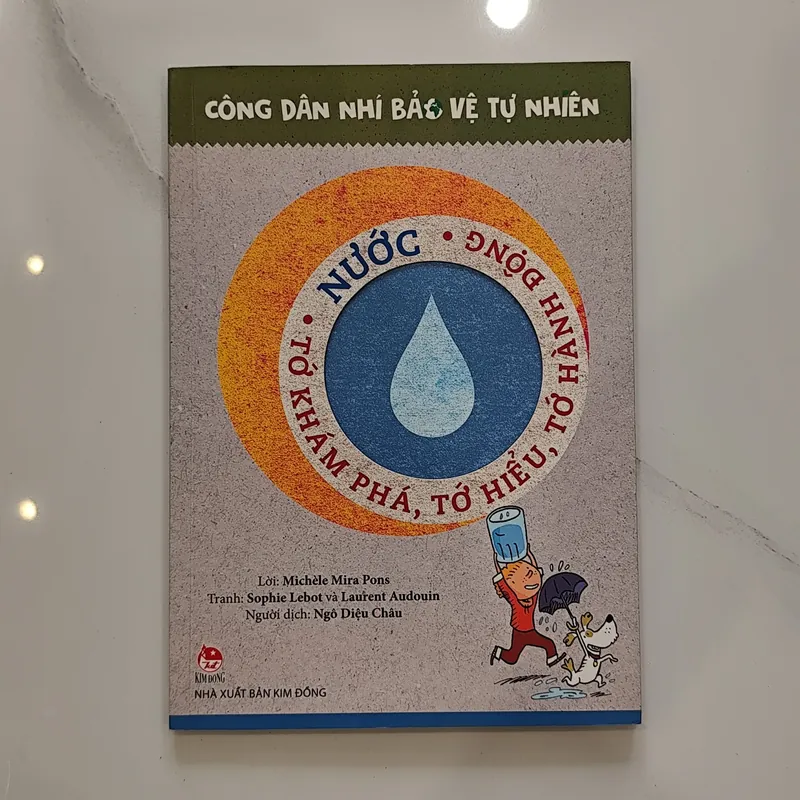 CÔNG DÂN NHÍ BẢO VỆ TỰ NHIÊN
NƯỚC
• TỚ KHÁM PHÁ, TỚ HIỂU, TỚ HÀNH ĐỘNG •
Lời: Michèle Mira Pons
Tranh: Sophie Lebot và Laurent Audouin
Người dịch: Ngô Diệu Châu
KIM ĐỒNG
NHÀ XUẤT BẢN KIM ĐỒNG